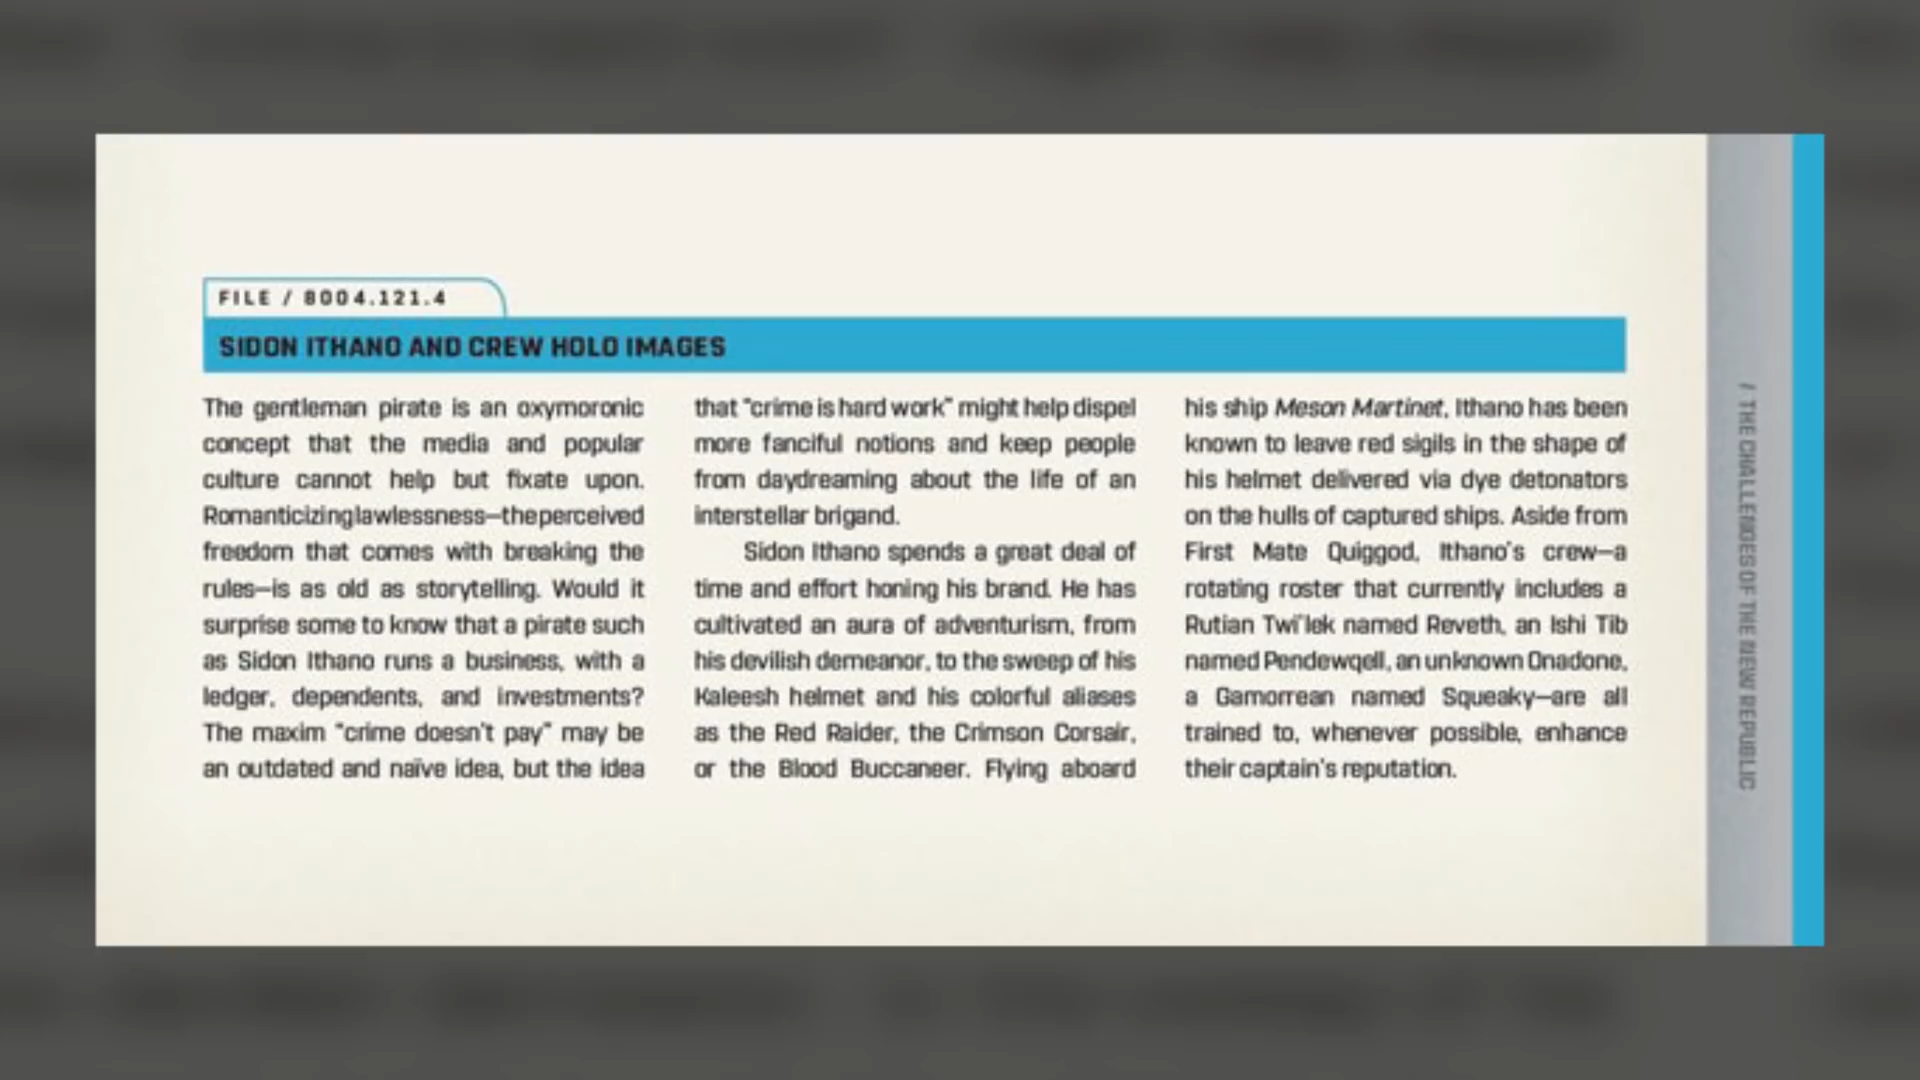 FILE / 8004.121.4
SIDON ITHANO AND CREW HOLO IMAGES
The gentleman pirate is an oxymoronic
concept that the media and popular
culture cannot help but fixate upon.
Romanticizing lawlessness—the perceived
freedom that comes with breaking the
rules—is as old as storytelling. Would it
surprise some to know that a pirate such
as Sidon Ithano runs a business, with a
ledger, dependents, and investments?
The maxim "crime doesn't pay" may be
an outdated and naïve idea, but the idea
that "crime is hard work" might help dispel
more fanciful notions and keep people
from daydreaming about the life of an
interstellar brigand.
Sidon Ithano spends a great deal of
time and effort honing his brand. He has
cultivated an aura of adventurism, from
his devilish demeanor, to the sweep of his
Kaleesh helmet and his colorful aliases
as the Red Raider, the Crimson Corsair,
or the Blood Buccaneer. Flying aboard
his ship Meson Martinet, Ithano has been
known to leave red sigils in the shape of
his helmet delivered via dye detonators
on the hulls of captured ships. Aside from
First Mate Quiggod, Ithano's crew—a
rotating roster that currently includes a
Rutian Twi'lek named Reveth, an Ishi Tib
named Pendewqell, an unknown Onadone,
a Gamorrean named Squeaky—are all
trained to, whenever possible, enhance
their captain's reputation.
/ THE CHALLENGES OF THE NEW REPUBLIC